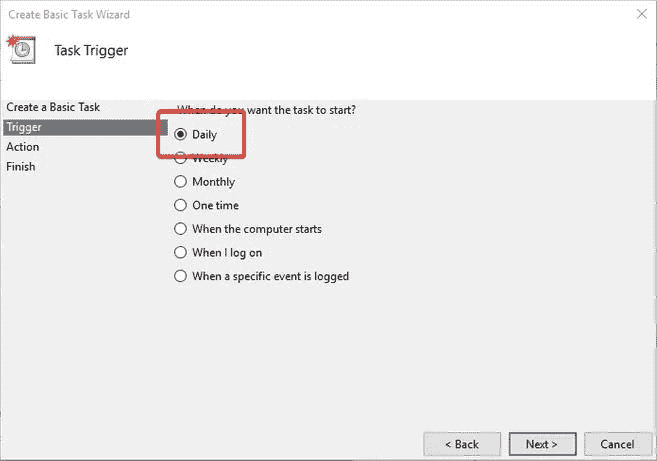 Create Basic Task Wizard
Task Trigger
Create a Basic Task
Trigger
Action
Finish
When do you want the task to start?
Daily
Weekly
Monthly
One time
When the computer starts
When I log on
When a specific event is logged
< Back
Next >
Cancel